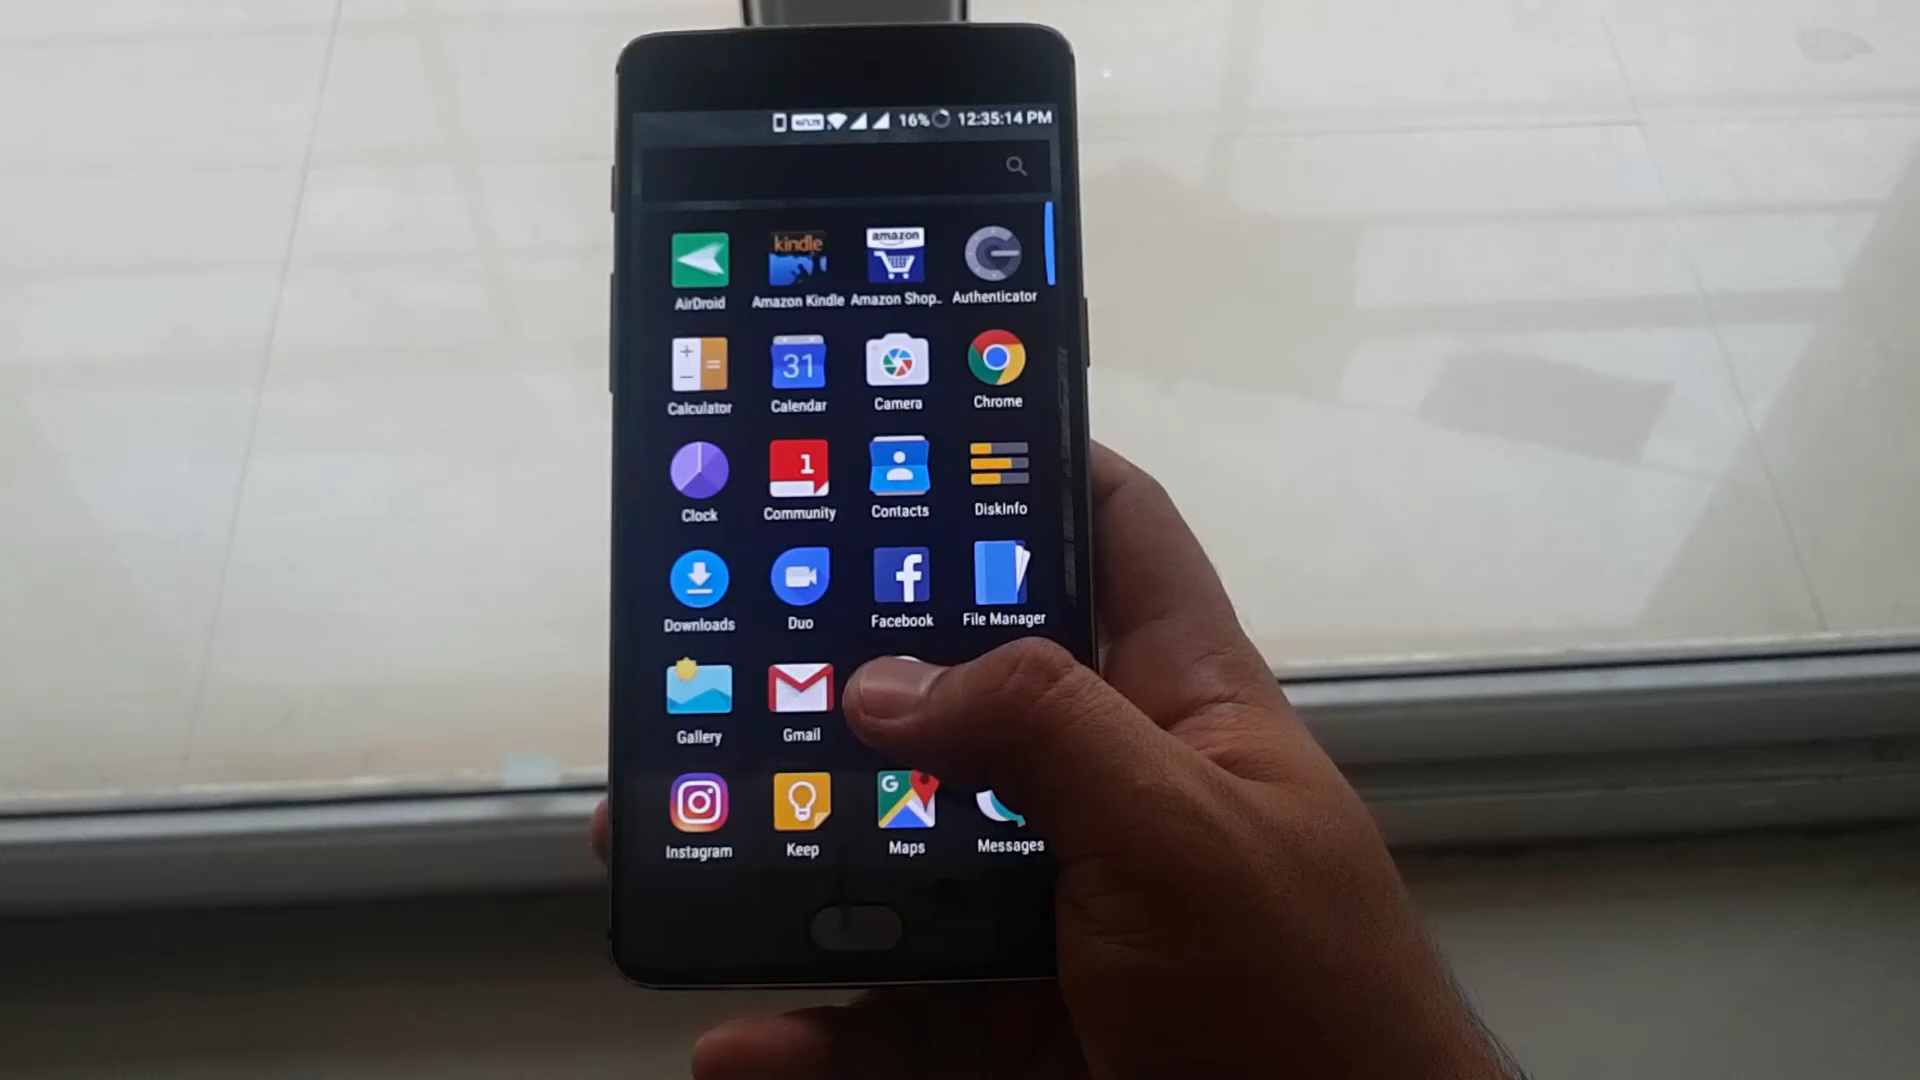 16% 12:35:14 PM
kindle
amazon
AirDroid
Amazon Kindle
Amazon Shop..
Authenticator
31
Calculator
Calendar
Camera
Chrome
1
Clock
Community
Contacts
DiskInfo
f
Downloads
Duo
Facebook
File Manager
Gallery
Gmail
G
Instagram
Keep
Maps
Messages